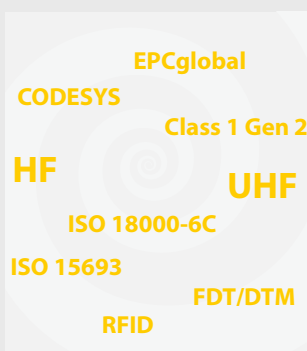 EPCglobal
CODESYS
Class 1 Gen 2
HF
UHF
ISO 18000-6C
ISO 15693
FDT/DTM
RFID